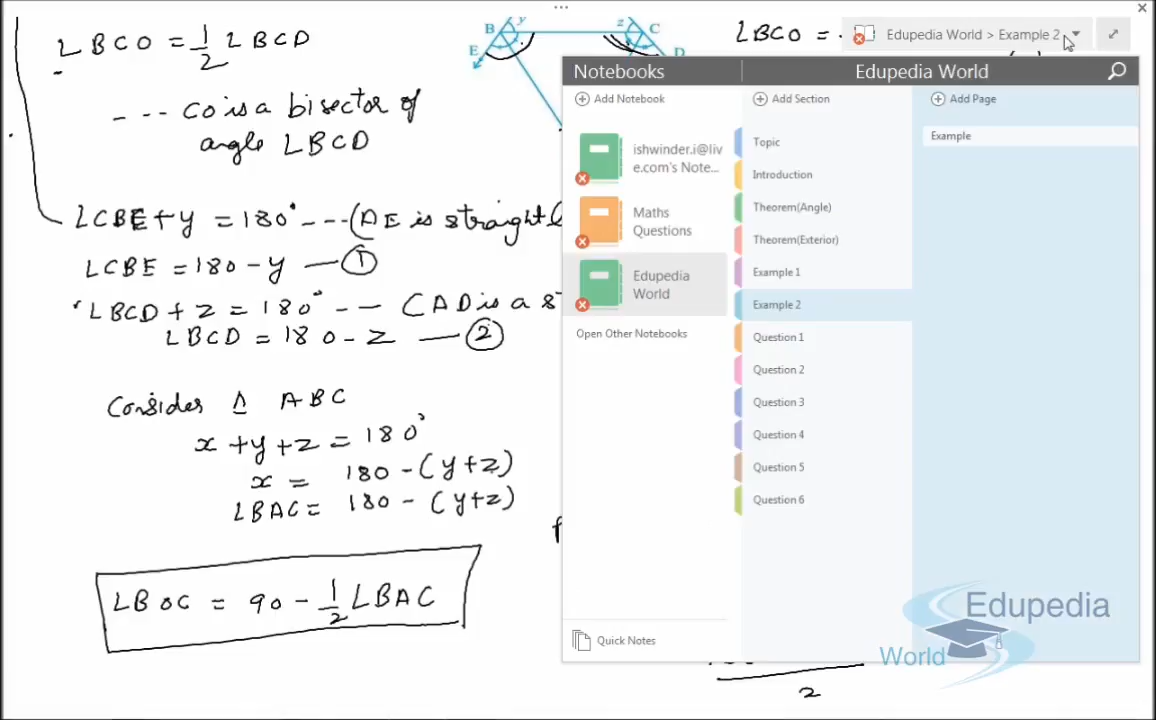 ∠BCO = 1/2 ∠BCD
- - - CO is a bisector of
angle ∠BCD
∠CBE + y = 180° --- (AE is straight
∠CBE = 180 - y — ①
∠BCD + z = 180° -- CAD is a st
∠BCD = 180 - z — ②
Consider Δ ABC
x + y + z = 180°
x = 180 - (y+z)
∠BAC = 180 - (y+z)
∠BOC = 90 - 1/2 ∠BAC
B y z C
E D
∠BCO =
Edupedia World > Example 2
Notebooks
Edupedia World
Add Notebook
Add Section
Add Page
ishwinder.i@liv
e.com's Note...
Maths
Questions
Edupedia
World
Open Other Notebooks
Quick Notes
Topic
Introduction
Theorem(Angle)
Theorem(Exterior)
Example 1
Example 2
Question 1
Question 2
Question 3
Question 4
Question 5
Question 6
Example
Edupedia
World
2